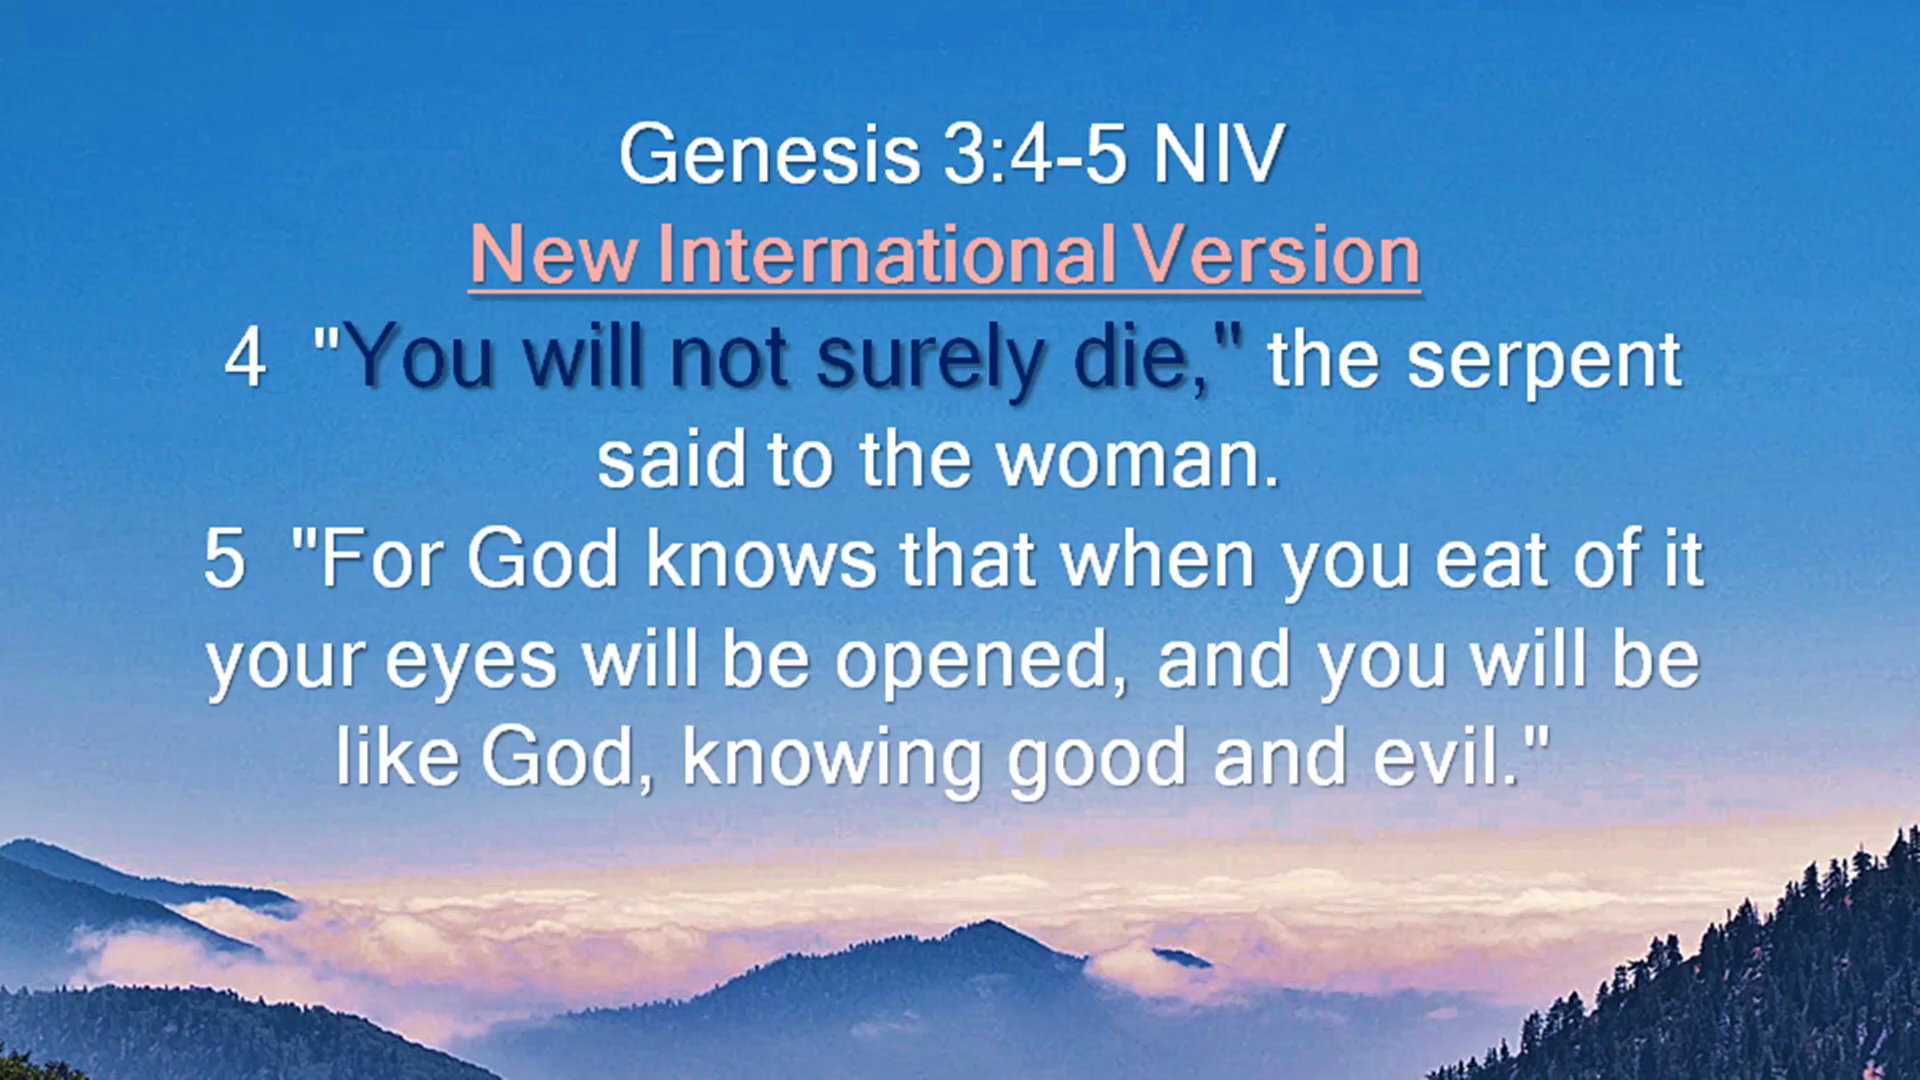 Genesis 3:4-5 NIV
New International Version
4 "You will not surely die," the serpent
said to the woman.
5 "For God knows that when you eat of it
your eyes will be opened, and you will be
like God, knowing good and evil."